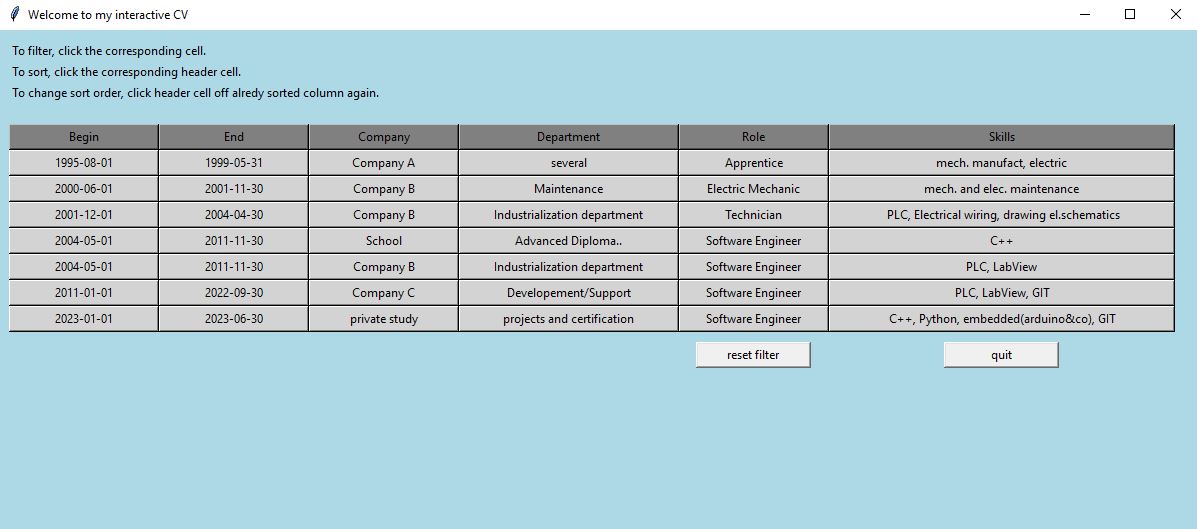 Welcome to my interactive CV
To filter, click the corresponding cell.
To sort, click the corresponding header cell.
To change sort order, click header cell off alredy sorted column again.
Begin End Company Department Role Skills
1995-08-01 1999-05-31 Company A several Apprentice mech. manufact, electric
2000-06-01 2001-11-30 Company B Maintenance Electric Mechanic mech. and elec. maintenance
2001-12-01 2004-04-30 Company B Industrialization department Technician PLC, Electrical wiring, drawing el.schematics
2004-05-01 2011-11-30 School Advanced Diploma.. Software Engineer C++
2004-05-01 2011-11-30 Company B Industrialization department Software Engineer PLC, LabView
2011-01-01 2022-09-30 Company C Developement/Support Software Engineer PLC, LabView, GIT
2023-01-01 2023-06-30 private study projects and certification Software Engineer C++, Python, embedded(arduino&co), GIT
reset filter quit